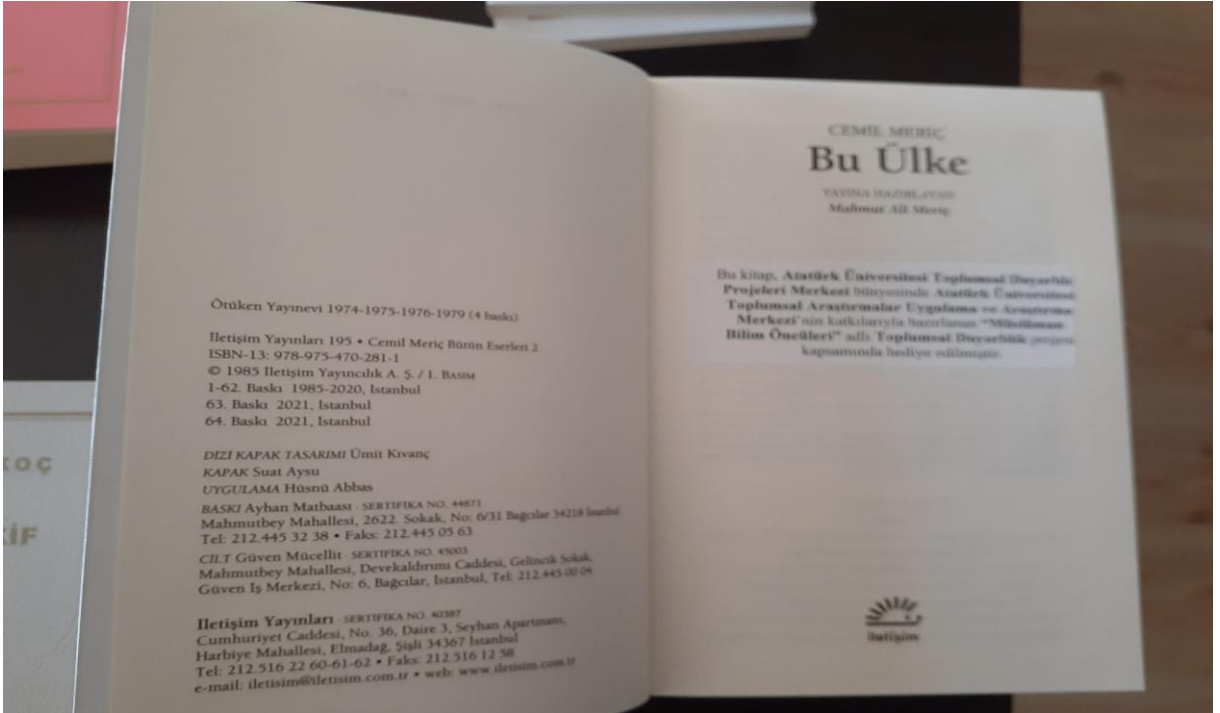 Ötüken Yayınevi 1974-1975-1976-1979 (4 baskı)
İletişim Yayınları 195 • Cemil Meriç Bütün Eserleri 2
ISBN-13: 978-975-470-281-1
© 1985 İletişim Yayıncılık A. Ş. / 1. BASIM
1-62. Baskı 1985-2020, İstanbul
63. Baskı 2021, İstanbul
64. Baskı 2021, İstanbul
DİZİ KAPAK TASARIMI Ümit Kıvanç
KAPAK Suat Aysu
UYGULAMA Hüsnü Abbas
BASKI Ayhan Matbaası · SERTİFİKA NO. 44871
Mahmutbey Mahallesi, 2622. Sokak, No: 6/31 Bağcılar 34218 İstanbul
Tel: 212.445 32 38 • Faks: 212.445 05 63
CİLT Güven Mücellit · SERTİFİKA NO. 45003
Mahmutbey Mahallesi, Devekaldırımı Caddesi, Gelincik Sokak,
Güven İş Merkezi, No: 6, Bağcılar, İstanbul, Tel: 212.445 00 04
İletişim Yayınları · SERTİFİKA NO. 40387
Cumhuriyet Caddesi, No. 36, Daire 3, Seyhan Apartmanı,
Harbiye Mahallesi, Elmadağ, Şişli 34367 İstanbul
Tel: 212.516 22 60-61-62 • Faks: 212.516 12 58
e-mail: iletisim@iletisim.com.tr • web: www.iletisim.com.tr
CEMİL MERİÇ
Bu Ülke
YAYINA HAZIRLAYAN
Mahmut Ali Meriç
Bu kitap, Atatürk Üniversitesi Toplumsal Duyarlılık
Projeleri Merkezi bünyesinde Atatürk Üniversitesi
Toplumsal Araştırmalar Uygulama ve Araştırma
Merkezi'nin katkılarıyla hazırlanan "Müslüman
Bilim Öncüleri" adlı Toplumsal Duyarlılık projesi
kapsamında hediye edilmiştir.
iletişim
KOÇ
KİF